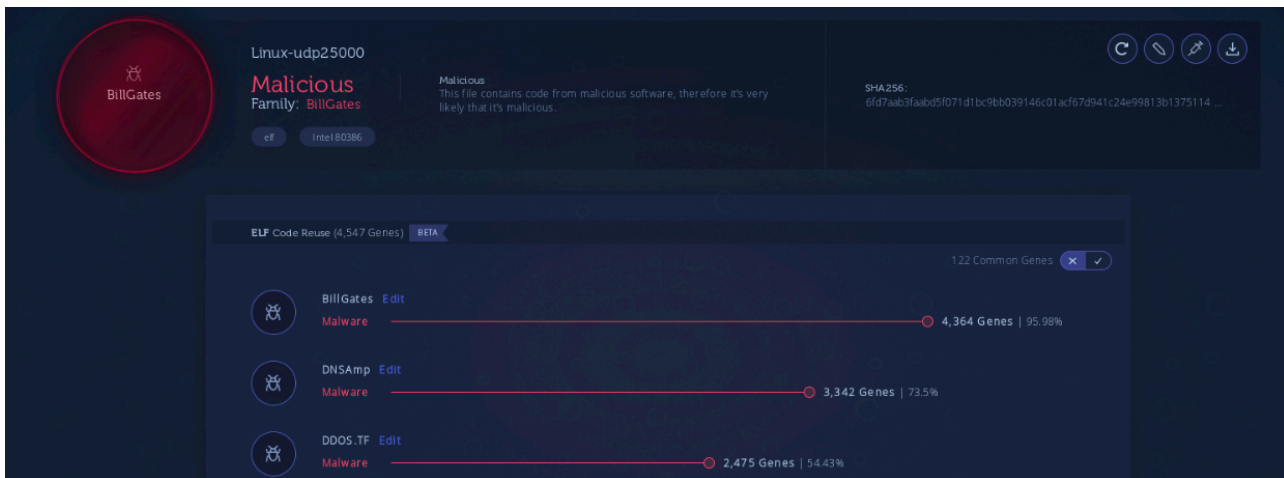 BillGates
Linux-udp25000
Malicious
Family: BillGates
elf
Intel 80386
Malicious
This file contains code from malicious software, therefore it's very
likely that it's malicious.
SHA256:
6fd7aab3faabd5f071d1bc9bb039146c01acf67d941c24e99813b1375114 ...
ELF Code Reuse (4,547 Genes) BETA
122 Common Genes
BillGates Edit
Malware 4,364 Genes | 95.98%
DNSAmp Edit
Malware 3,342 Genes | 73.5%
DDOS.TF Edit
Malware 2,475 Genes | 54.43%